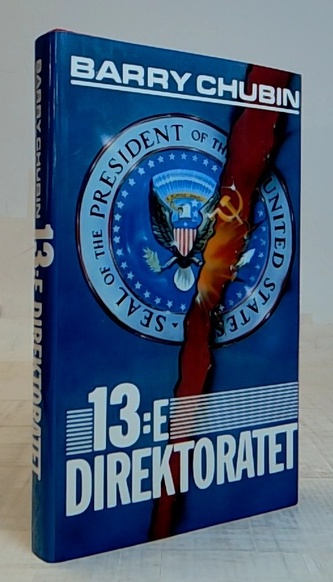 BARRY CHUBIN
SEAL OF THE PRESIDENT OF THE UNITED STATES
13:E
DIREKTORATET
BARRY CHUBIN 13:E DIREKTORATET